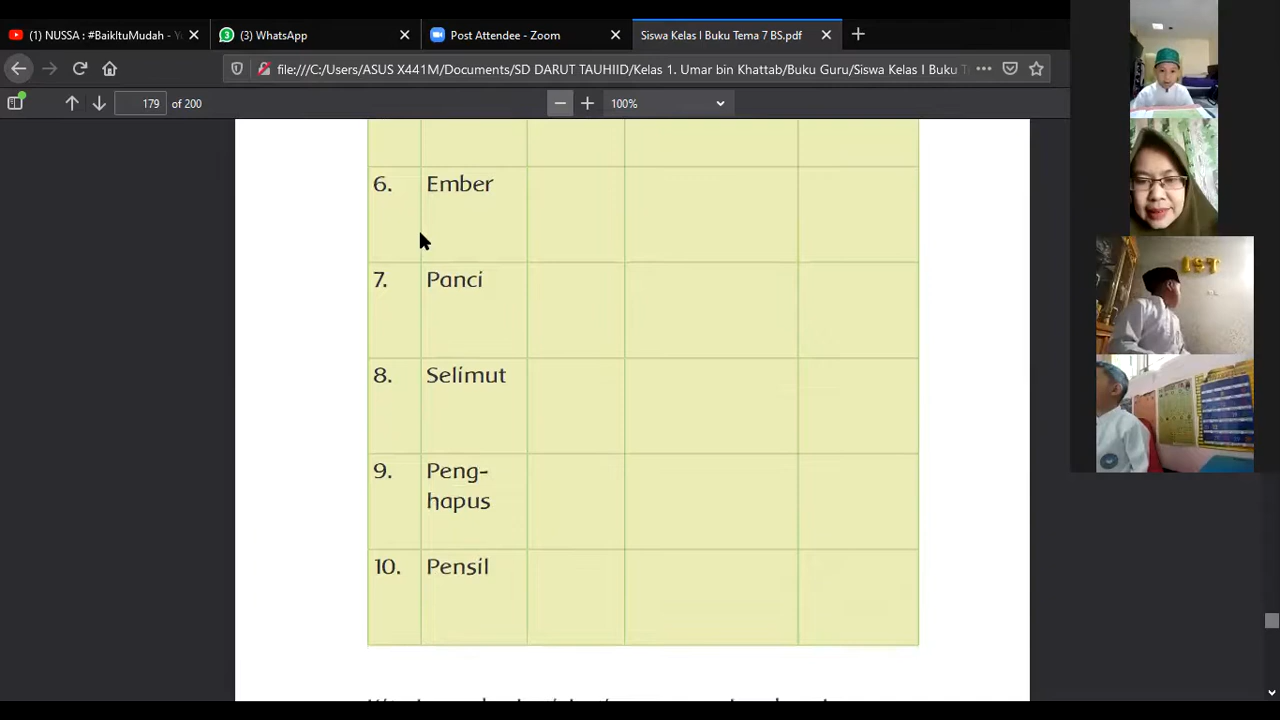 (1) NUSSA : #BaikItuMudah - Y
(3) WhatsApp
Post Attendee - Zoom
Siswa Kelas I Buku Tema 7 BS.pdf
file:///C:/Users/ASUS X441M/Documents/SD DARUT TAUHIID/Kelas 1. Umar bin Khattab/Buku Guru/Siswa Kelas I Buku
179 of 200
100%
6. Ember
7. Panci
8. Selimut
9. Peng-
hapus
10. Pensil
1ST